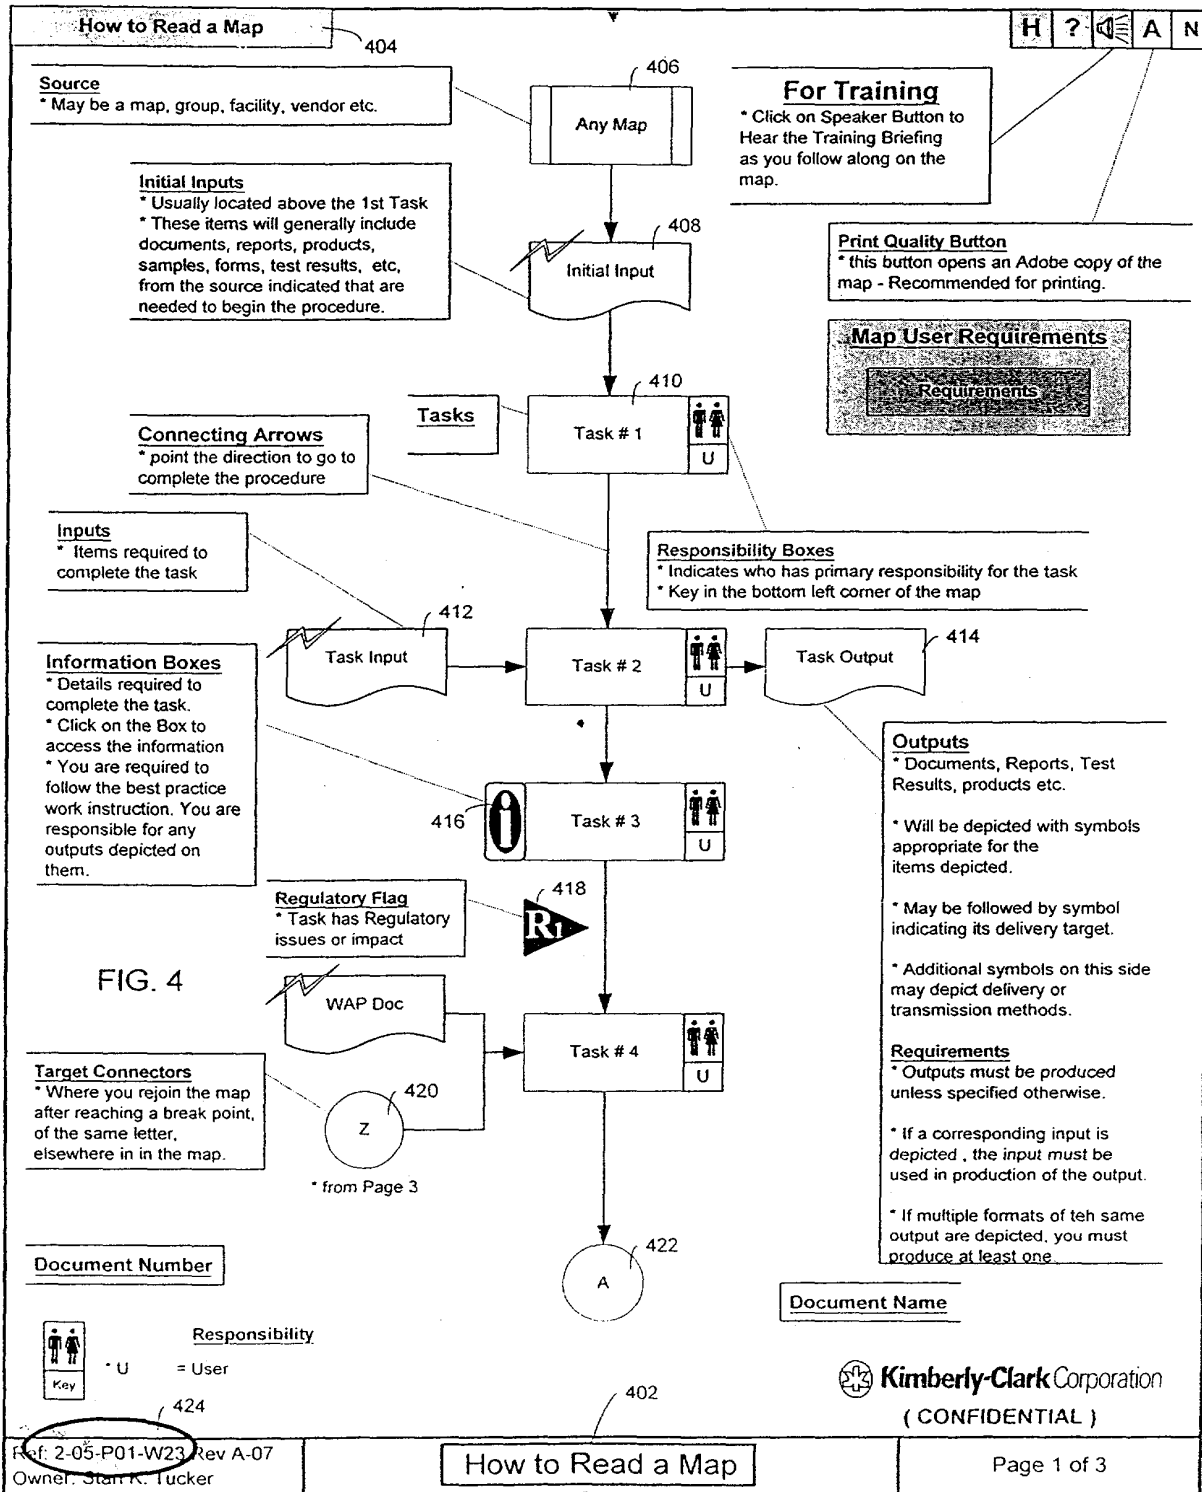 How to Read a Map
404
H ? A N
Source
* May be a map, group, facility, vendor etc.
406
Any Map
For Training
* Click on Speaker Button to
Hear the Training Briefing
as you follow along on the
map.
Initial Inputs
* Usually located above the 1st Task
* These items will generally include
documents, reports, products,
samples, forms, test results, etc,
from the source indicated that are
needed to begin the procedure.
408
Initial Input
Print Quality Button
* this button opens an Adobe copy of the
map - Recommended for printing.
Map User Requirements
Requirements
410
Tasks
Task # 1
U
Connecting Arrows
* point the direction to go to
complete the procedure
Inputs
* Items required to
complete the task
Responsibility Boxes
* Indicates who has primary responsibility for the task
* Key in the bottom left corner of the map
412
Task Input
Task # 2
U
Task Output
414
Information Boxes
* Details required to
complete the task.
* Click on the Box to
access the information
* You are required to
follow the best practice
work instruction. You are
responsible for any
outputs depicted on
them.
416
i
Task # 3
U
Outputs
* Documents, Reports, Test
Results, products etc.
* Will be depicted with symbols
appropriate for the
items depicted.
* May be followed by symbol
indicating its delivery target.
* Additional symbols on this side
may depict delivery or
transmission methods.
Requirements
* Outputs must be produced
unless specified otherwise.
* If a corresponding input is
depicted , the input must be
used in production of the output.
* If multiple formats of teh same
output are depicted, you must
produce at least one
Regulatory Flag
* Task has Regulatory
issues or impact
418
R1
FIG. 4
WAP Doc
Task # 4
U
Target Connectors
* Where you rejoin the map
after reaching a break point,
of the same letter,
elsewhere in in the map.
420
Z
* from Page 3
422
A
Document Number
Document Name
Responsibility
Key
* U = User
424
402
Kimberly-Clark Corporation
( CONFIDENTIAL )
Ref: 2-05-P01-W23 Rev A-07
Owner: Stan K. Tucker
How to Read a Map
Page 1 of 3